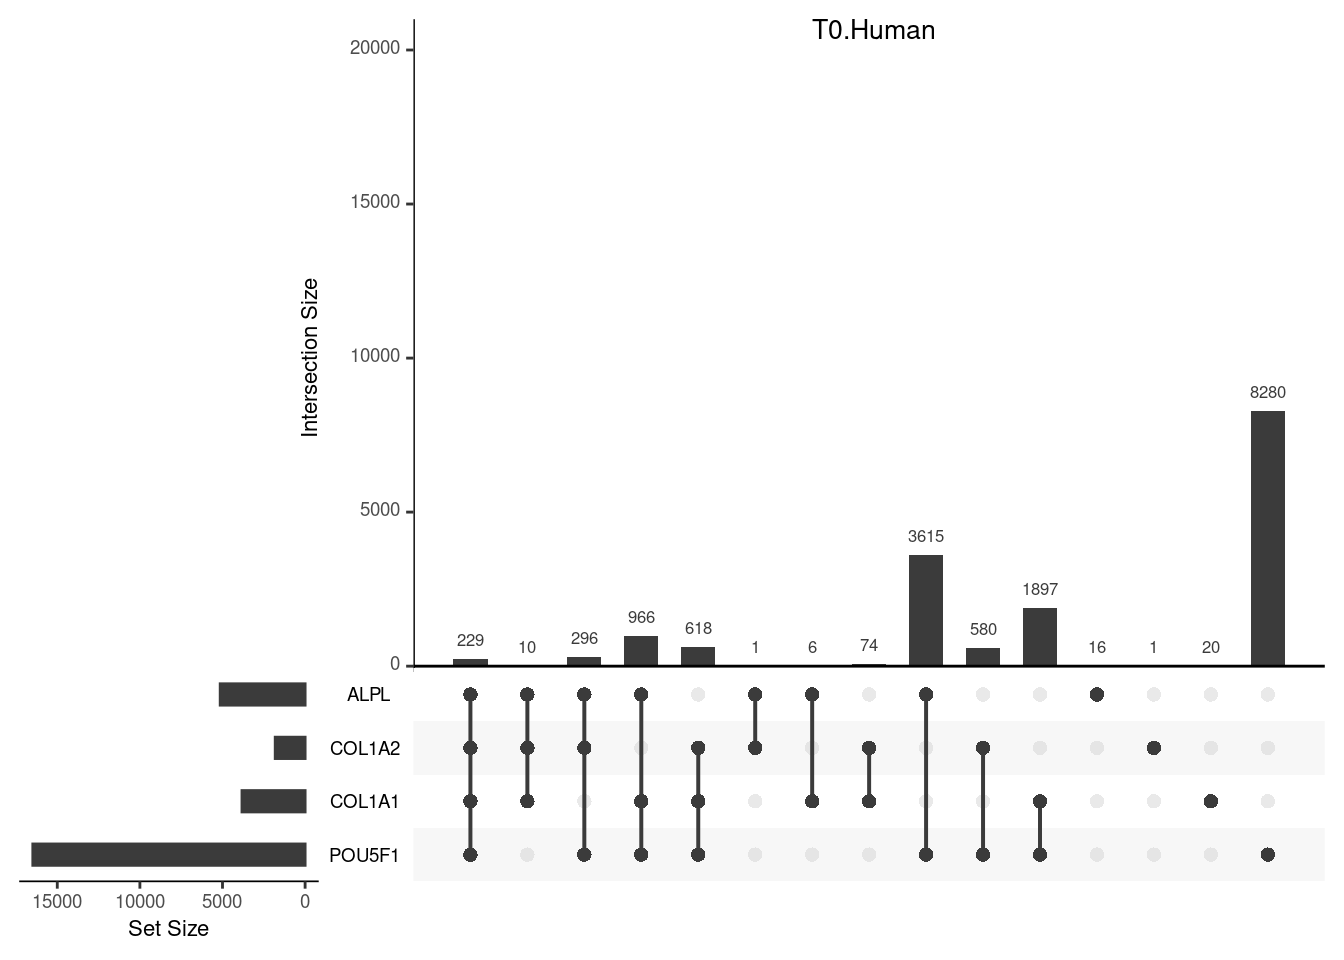 T0.Human
20000
15000
10000
5000
0
Intersection Size
229 10 296 966 618 1 6 74 3615 580 1897 16 1 20 8280
ALPL
COL1A2
COL1A1
POU5F1
15000 10000 5000 0
Set Size